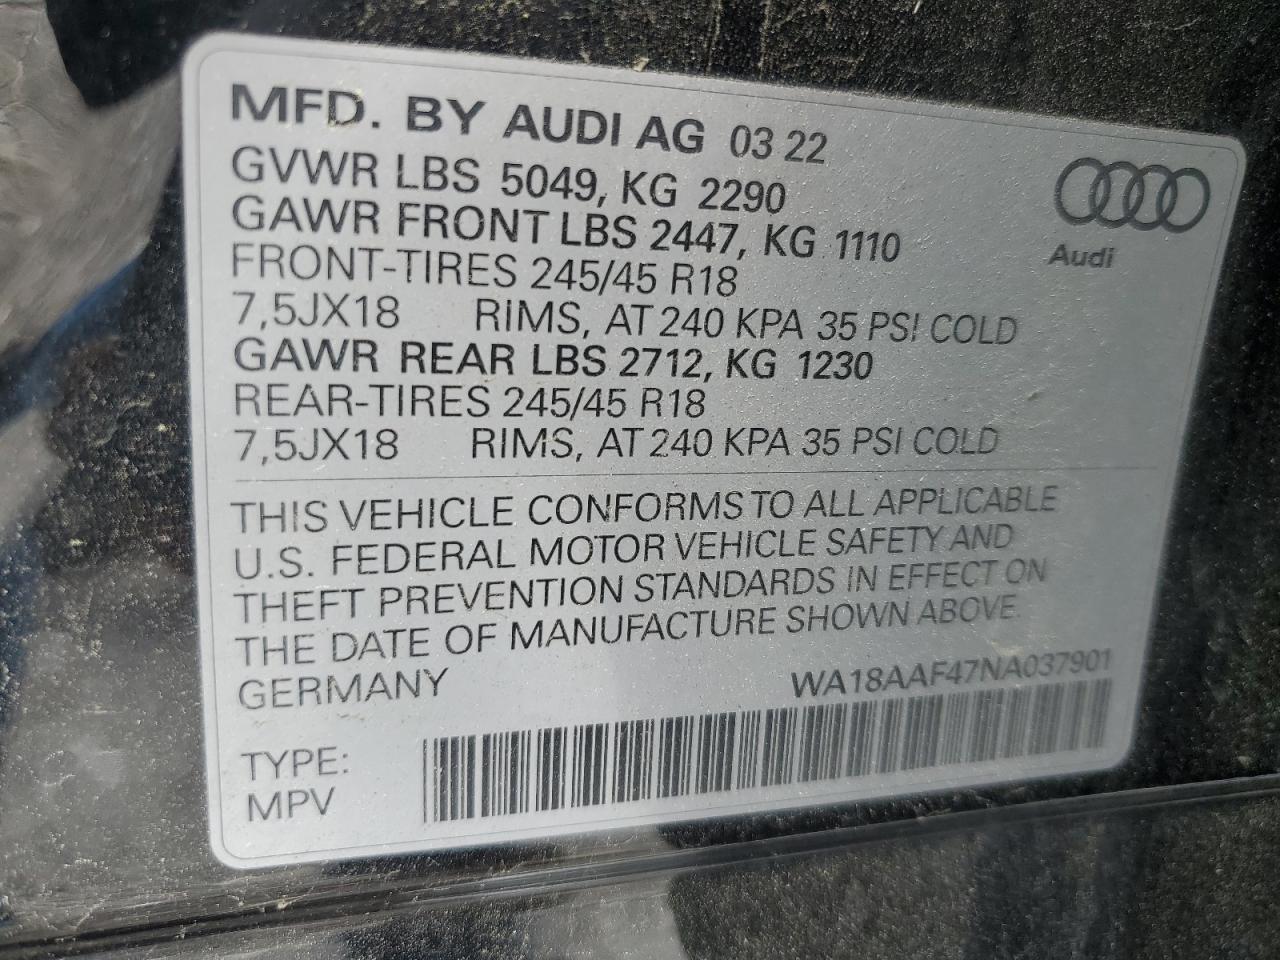 MFD. BY AUDI AG 03 22
GVWR LBS 5049, KG 2290
GAWR FRONT LBS 2447, KG 1110
FRONT-TIRES 245/45 R18
7,5JX18 RIMS, AT 240 KPA 35 PSI COLD
GAWR REAR LBS 2712, KG 1230
REAR-TIRES 245/45 R18
7,5JX18 RIMS, AT 240 KPA 35 PSI COLD
Audi
THIS VEHICLE CONFORMS TO ALL APPLICABLE
U.S. FEDERAL MOTOR VEHICLE SAFETY AND
THEFT PREVENTION STANDARDS IN EFFECT ON
THE DATE OF MANUFACTURE SHOWN ABOVE.
GERMANY WA18AAF47NA037901
TYPE:
MPV